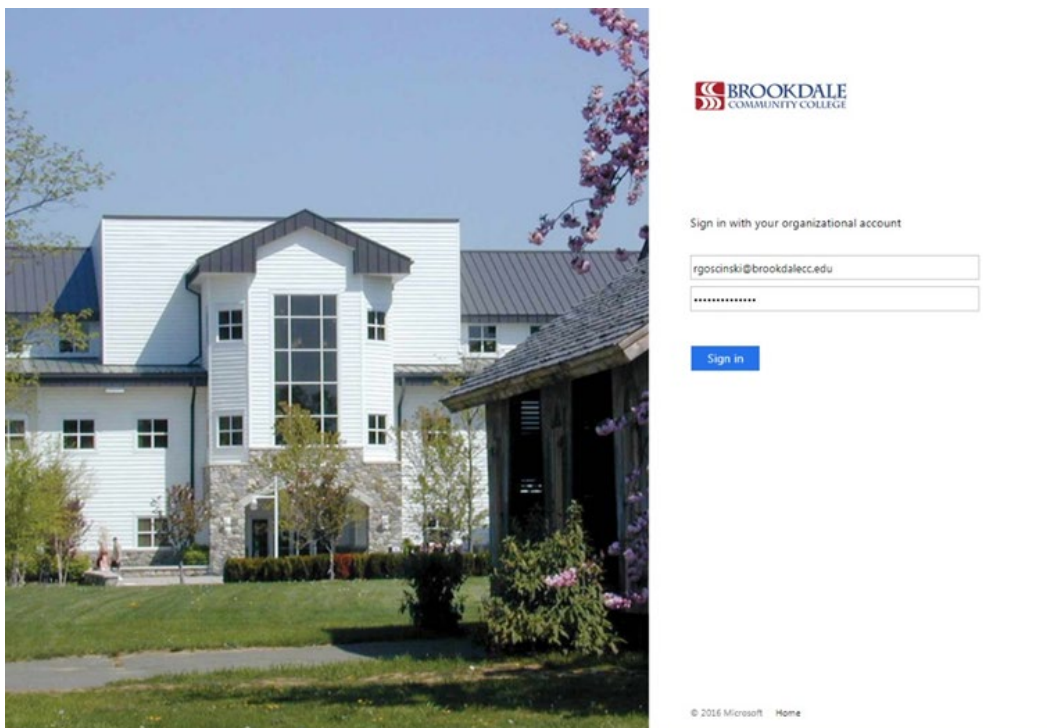 BROOKDALE
COMMUNITY COLLEGE
Sign in with your organizational account
rgoscinski@brookdalecc.edu
••••••••••••••
Sign in
© 2016 Microsoft Home